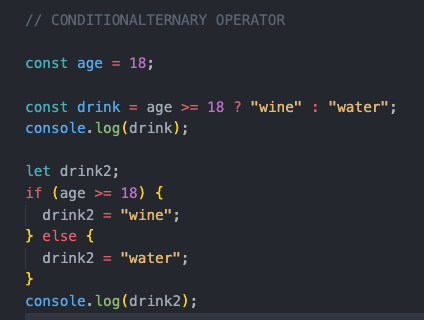 // CONDITIONALTERNARY OPERATOR
const age = 18;
const drink = age >= 18 ? "wine" : "water";
console.log(drink);
let drink2;
if (age >= 18) {
drink2 = "wine";
} else {
drink2 = "water";
}
console.log(drink2);